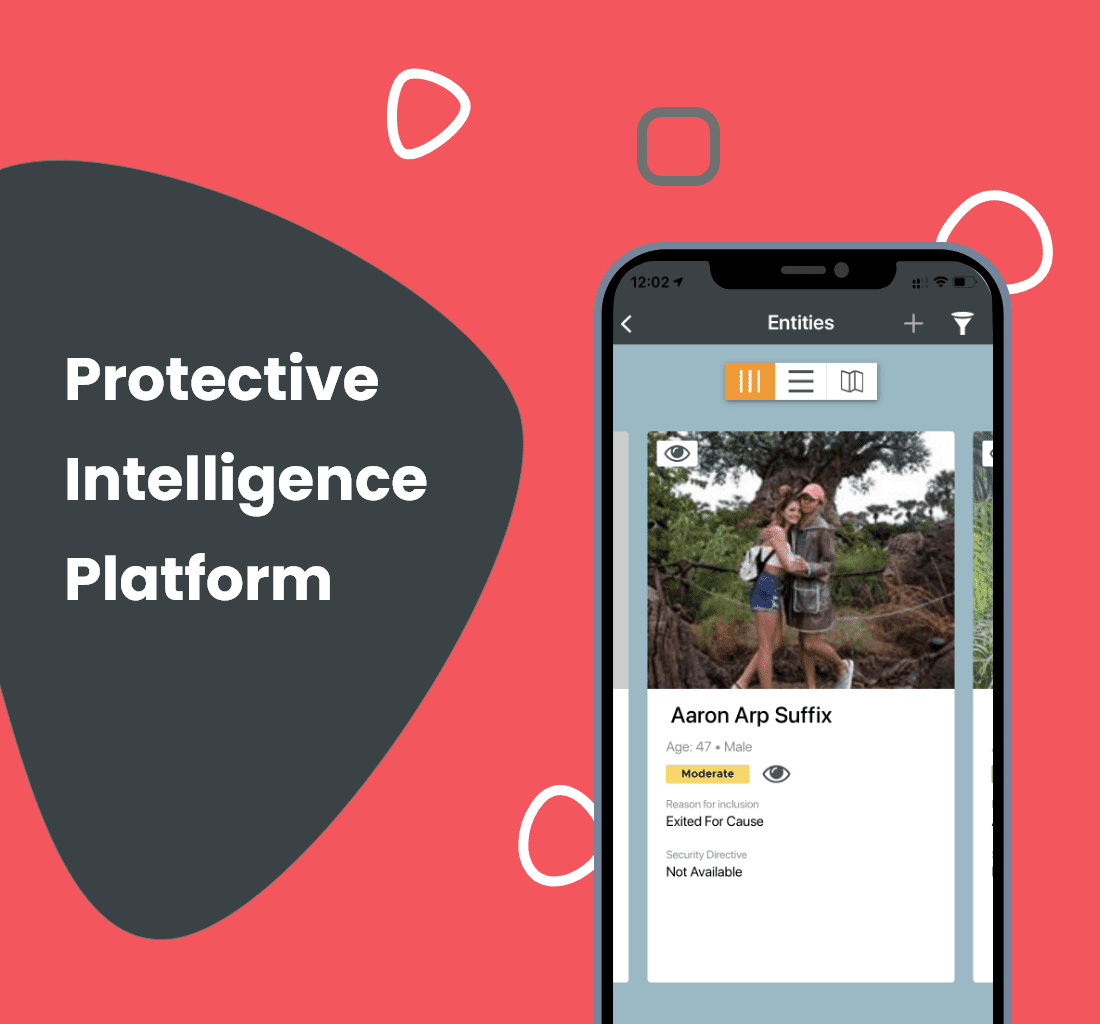 Protective
Intelligence
Platform
12:02
Entities
Aaron Arp Suffix
Age: 47 • Male
Moderate
Reason for inclusion
Exited For Cause
Security Directive
Not Available